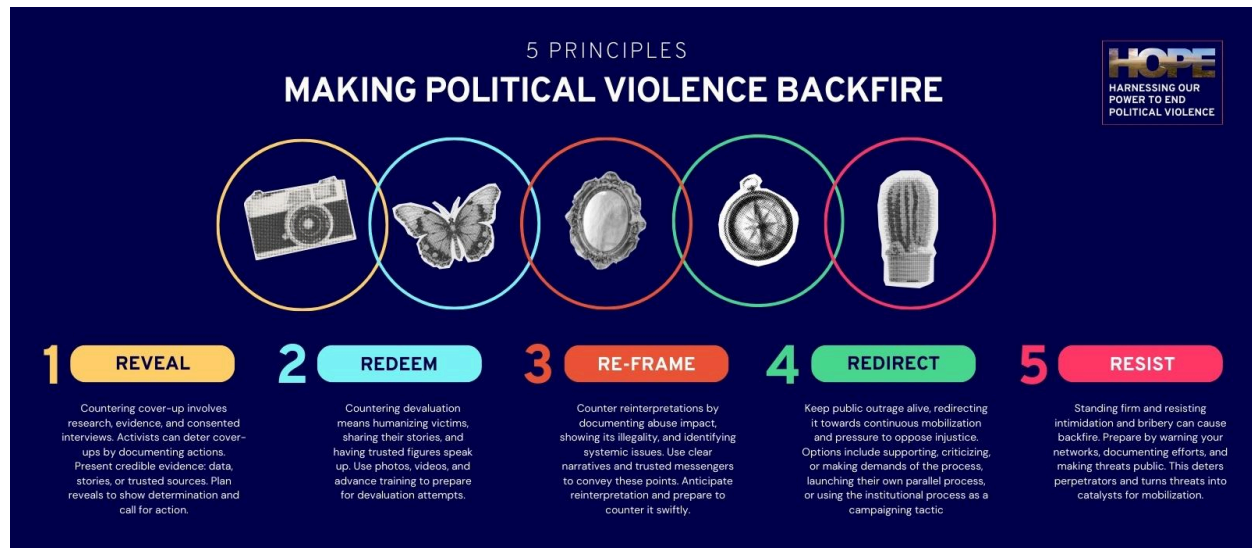 5 PRINCIPLES
MAKING POLITICAL VIOLENCE BACKFIRE
HOPE
HARNESSING OUR
POWER TO END
POLITICAL VIOLENCE
1 REVEAL
Countering cover-up involves
research, evidence, and consented
interviews. Activists can deter cover-
ups by documenting actions.
Present credible evidence: data,
stories, or trusted sources. Plan
reveals to show determination and
call for action.
2 REDEEM
Countering devaluation
means humanizing victims,
sharing their stories, and
having trusted figures speak
up. Use photos, videos, and
advance training to prepare
for devaluation attempts.
3 RE-FRAME
Counter reinterpretations by
documenting abuse impact,
showing its illegality, and identifying
systemic issues. Use clear
narratives and trusted messengers
to convey these points. Anticipate
reinterpretation and prepare to
counter it swiftly.
4 REDIRECT
Keep public outrage alive, redirecting
it towards continuous mobilization
and pressure to oppose injustice.
Options include supporting, criticizing,
or making demands of the process,
launching their own parallel process,
or using the institutional process as a
campaigning tactic
5 RESIST
Standing firm and resisting
intimidation and bribery can cause
backfire. Prepare by warning your
networks, documenting efforts, and
making threats public. This deters
perpetrators and turns threats into
catalysts for mobilization.